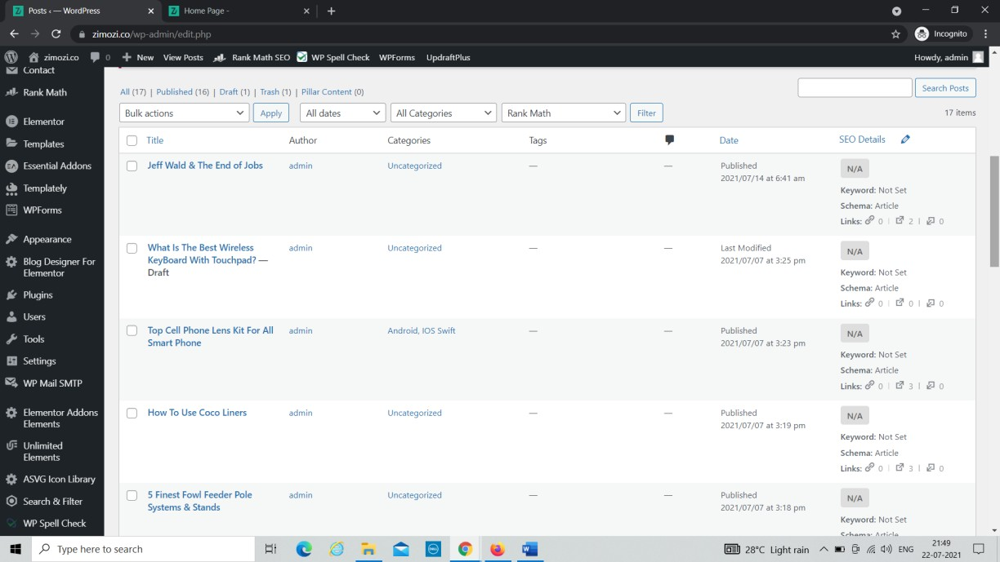 Posts ‹ — WordPress
Home Page -
zimozi.co/wp-admin/edit.php
Incognito
zimozi.co 0 New View Posts Rank Math SEO WP Spell Check WPForms UpdraftPlus Howdy, admin
Contact
Rank Math
Elementor
Templates
Essential Addons
Templately
WPForms
Appearance
Blog Designer For
Elementor
Plugins
Users
Tools
Settings
WP Mail SMTP
Elementor Addons
Elements
Unlimited
Elements
ASVG Icon Library
Search & Filter
WP Spell Check
All (17) | Published (16) | Draft (1) | Trash (1) | Pillar Content (0)
Search Posts
Bulk actions Apply All dates All Categories Rank Math Filter
17 items
Title Author Categories Tags Date SEO Details
Jeff Wald & The End of Jobs
admin
Uncategorized
—
—
Published
2021/07/14 at 6:41 am
N/A
Keyword: Not Set
Schema: Article
Links: 0 | 2 | 0
What Is The Best Wireless
KeyBoard With Touchpad? —
Draft
admin
Uncategorized
—
—
Last Modified
2021/07/07 at 3:25 pm
N/A
Keyword: Not Set
Schema: Article
Links: 0 | 0 | 0
Top Cell Phone Lens Kit For All
Smart Phone
admin
Android, IOS Swift
—
—
Published
2021/07/07 at 3:23 pm
N/A
Keyword: Not Set
Schema: Article
Links: 0 | 3 | 0
How To Use Coco Liners
admin
Uncategorized
—
—
Published
2021/07/07 at 3:19 pm
N/A
Keyword: Not Set
Schema: Article
Links: 0 | 3 | 0
5 Finest Fowl Feeder Pole
Systems & Stands
admin
Uncategorized
—
—
Published
2021/07/07 at 3:18 pm
N/A
Keyword: Not Set
Schema: Article
Type here to search
28°C Light rain
ENG
21:49
22-07-2021